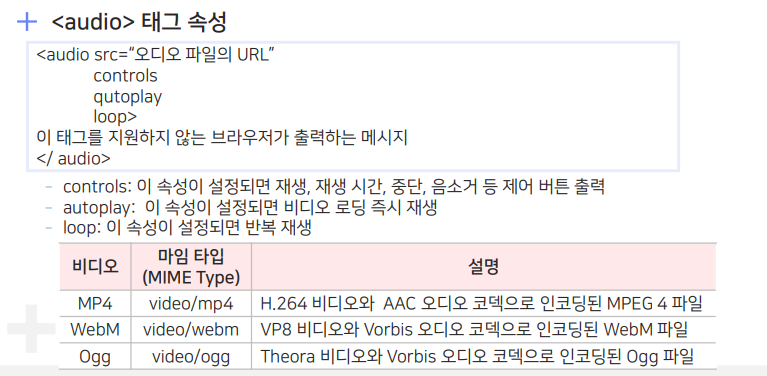 <audio> 태그 속성
<audio src="오디오 파일의 URL"
controls
qutoplay
loop>
이 태그를 지원하지 않는 브라우저가 출력하는 메시지
</ audio>
- controls: 이 속성이 설정되면 재생, 재생 시간, 중단, 음소거 등 제어 버튼 출력
- autoplay: 이 속성이 설정되면 비디오 로딩 즉시 재생
- loop: 이 속성이 설정되면 반복 재생
비디오 마임 타입 (MIME Type) 설명
MP4 video/mp4 H.264 비디오와 AAC 오디오 코덱으로 인코딩된 MPEG 4 파일
WebM video/webm VP8 비디오와 Vorbis 오디오 코덱으로 인코딩된 WebM 파일
Ogg video/ogg Theora 비디오와 Vorbis 오디오 코덱으로 인코딩된 Ogg 파일